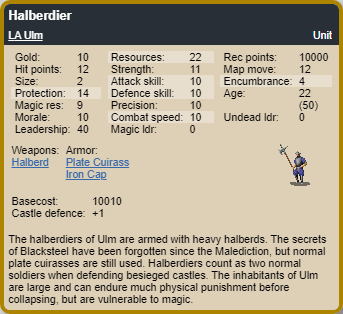 Halberdier
LA Ulm Unit
Gold: 10 Resources: 22 Rec points: 10000
Hit points: 12 Strength: 11 Map move: 12
Size: 2 Attack skill: 10 Encumbrance: 4
Protection: 14 Defence skill: 10 Age: 22
Magic res: 9 Precision: 10 (50)
Morale: 10 Combat speed: 10 Undead ldr: 0
Leadership: 40 Magic ldr: 0
Weapons: Armor:
Halberd Plate Cuirass
Iron Cap
Basecost: 10010
Castle defence: +1
The halberdiers of Ulm are armed with heavy halberds. The secrets
of Blacksteel have been forgotten since the Malediction, but normal
plate cuirasses are still used. Halberdiers count as two normal
soldiers when defending besieged castles. The inhabitants of Ulm
are large and can endure much physical punishment before
collapsing, but are vulnerable to magic.